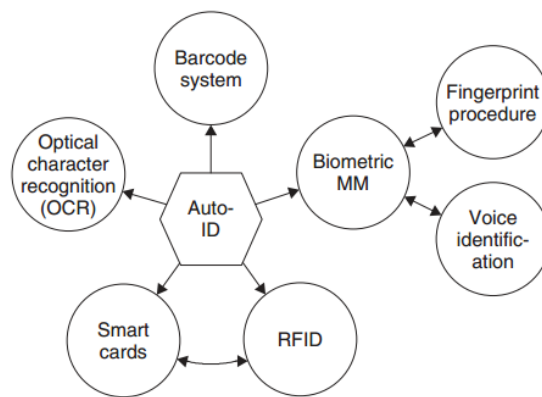 Barcode
system
Fingerprint
procedure
Optical
character
recognition
(OCR)
Biometric
MM
Auto-
ID
Voice
identific-
ation
Smart
cards
RFID